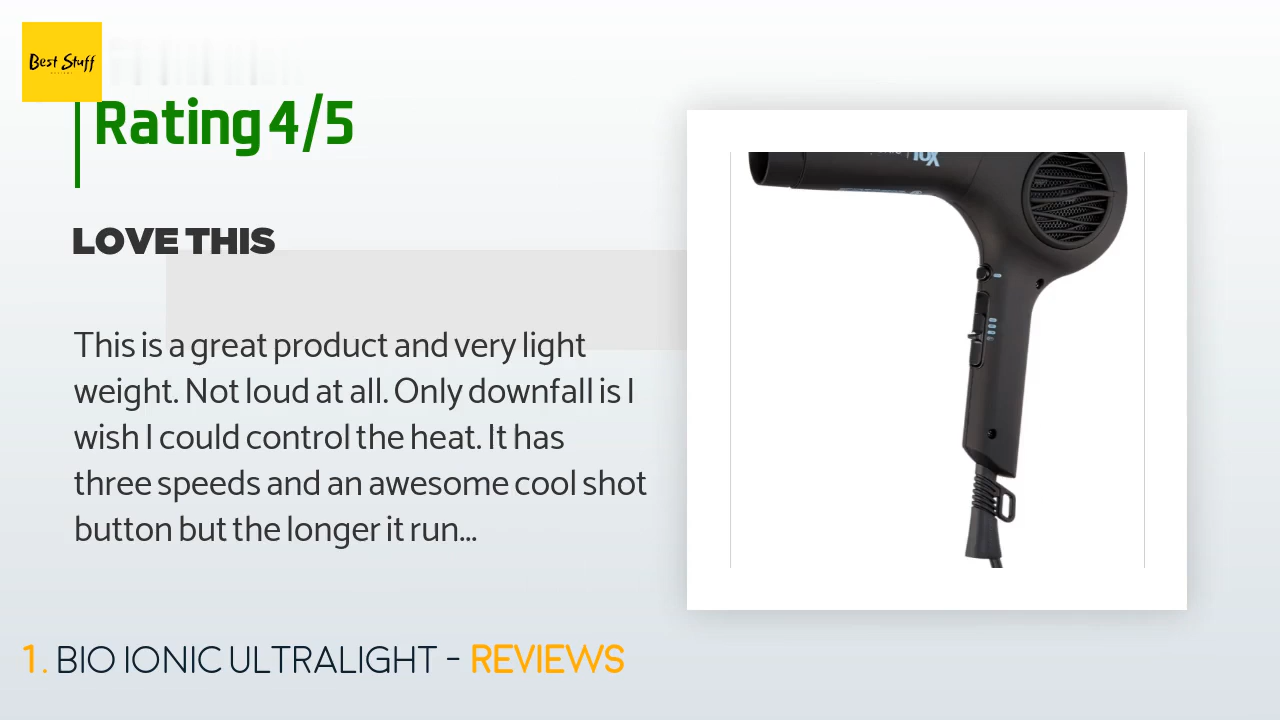 Best Stuff
Rating 4/5
LOVE THIS
This is a great product and very light
weight. Not loud at all. Only downfall is I
wish I could control the heat. It has
three speeds and an awesome cool shot
button but the longer it run...
10X
1. BIO IONIC ULTRALIGHT - REVIEWS